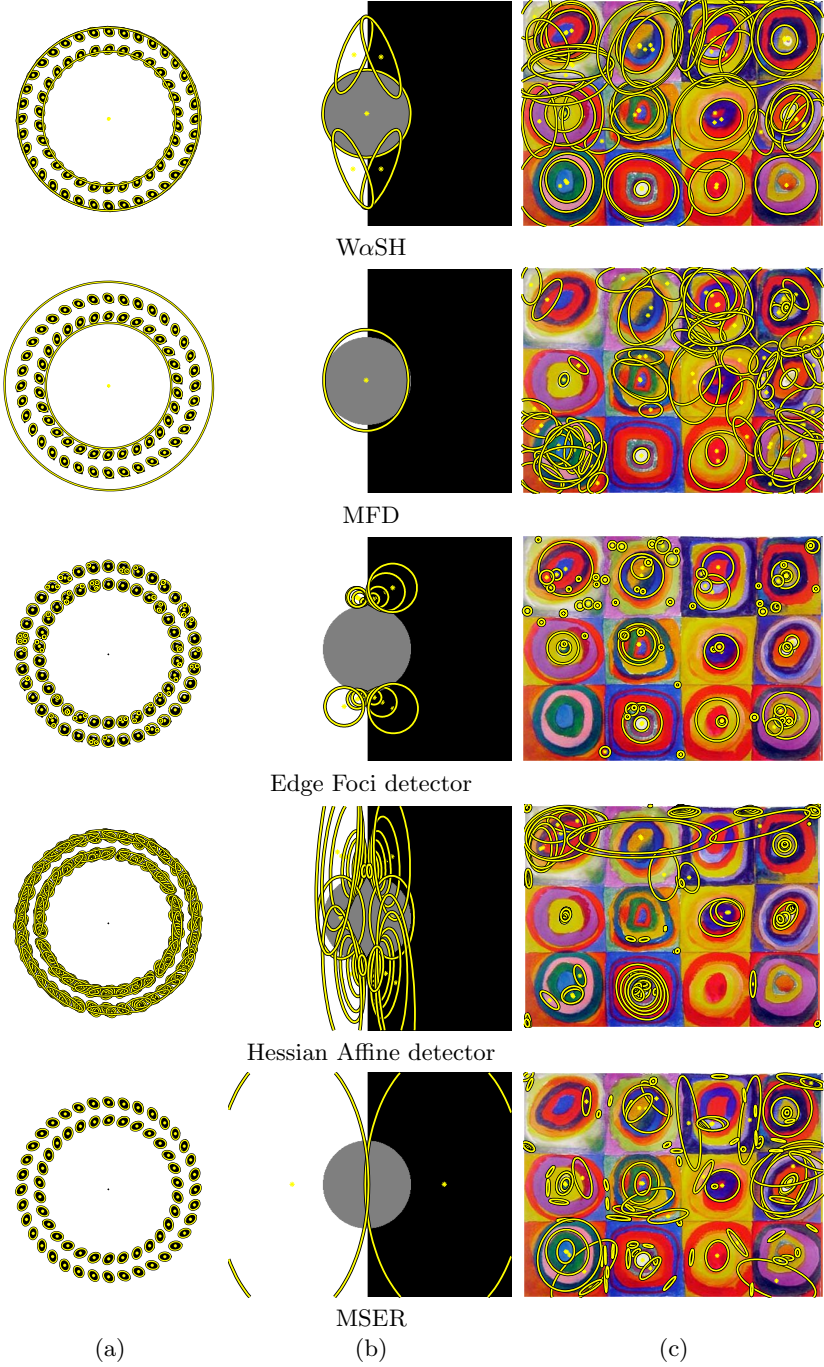 WαSH
MFD
Edge Foci detector
Hessian Affine detector
MSER
(a) (b) (c)